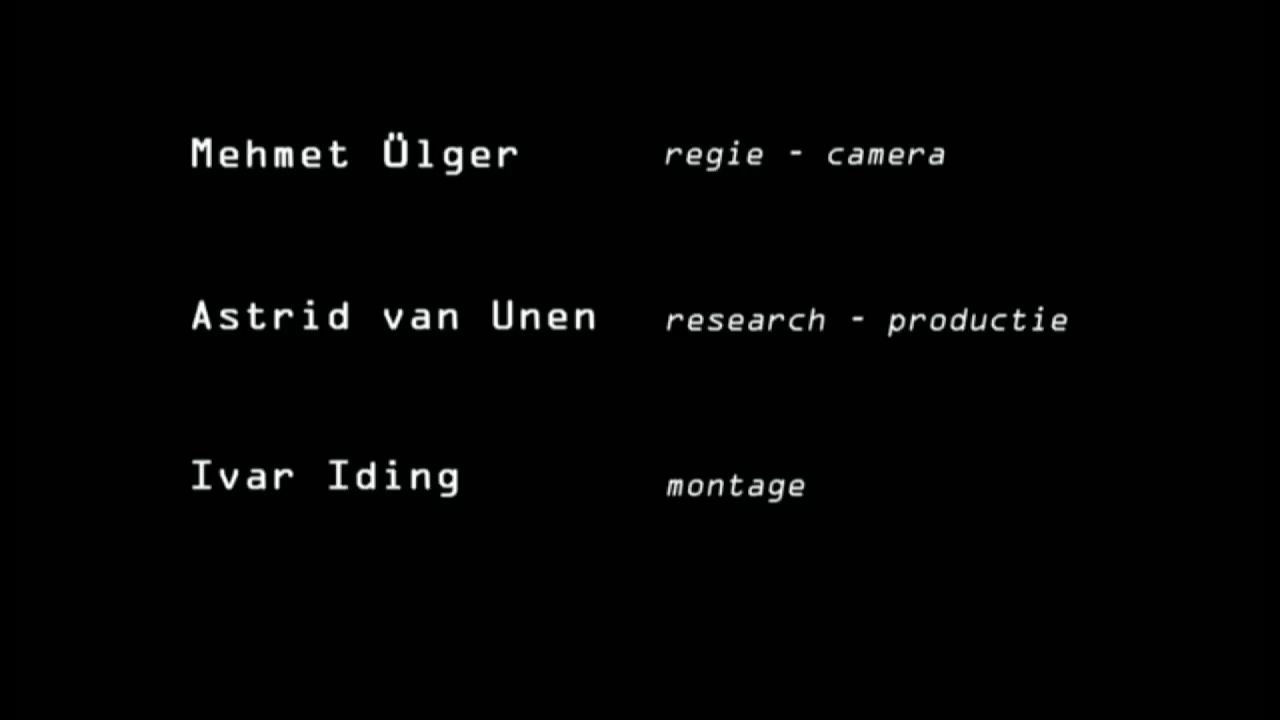 Mehmet Ülger regie - camera
Astrid van Unen research - productie
Ivar Iding montage